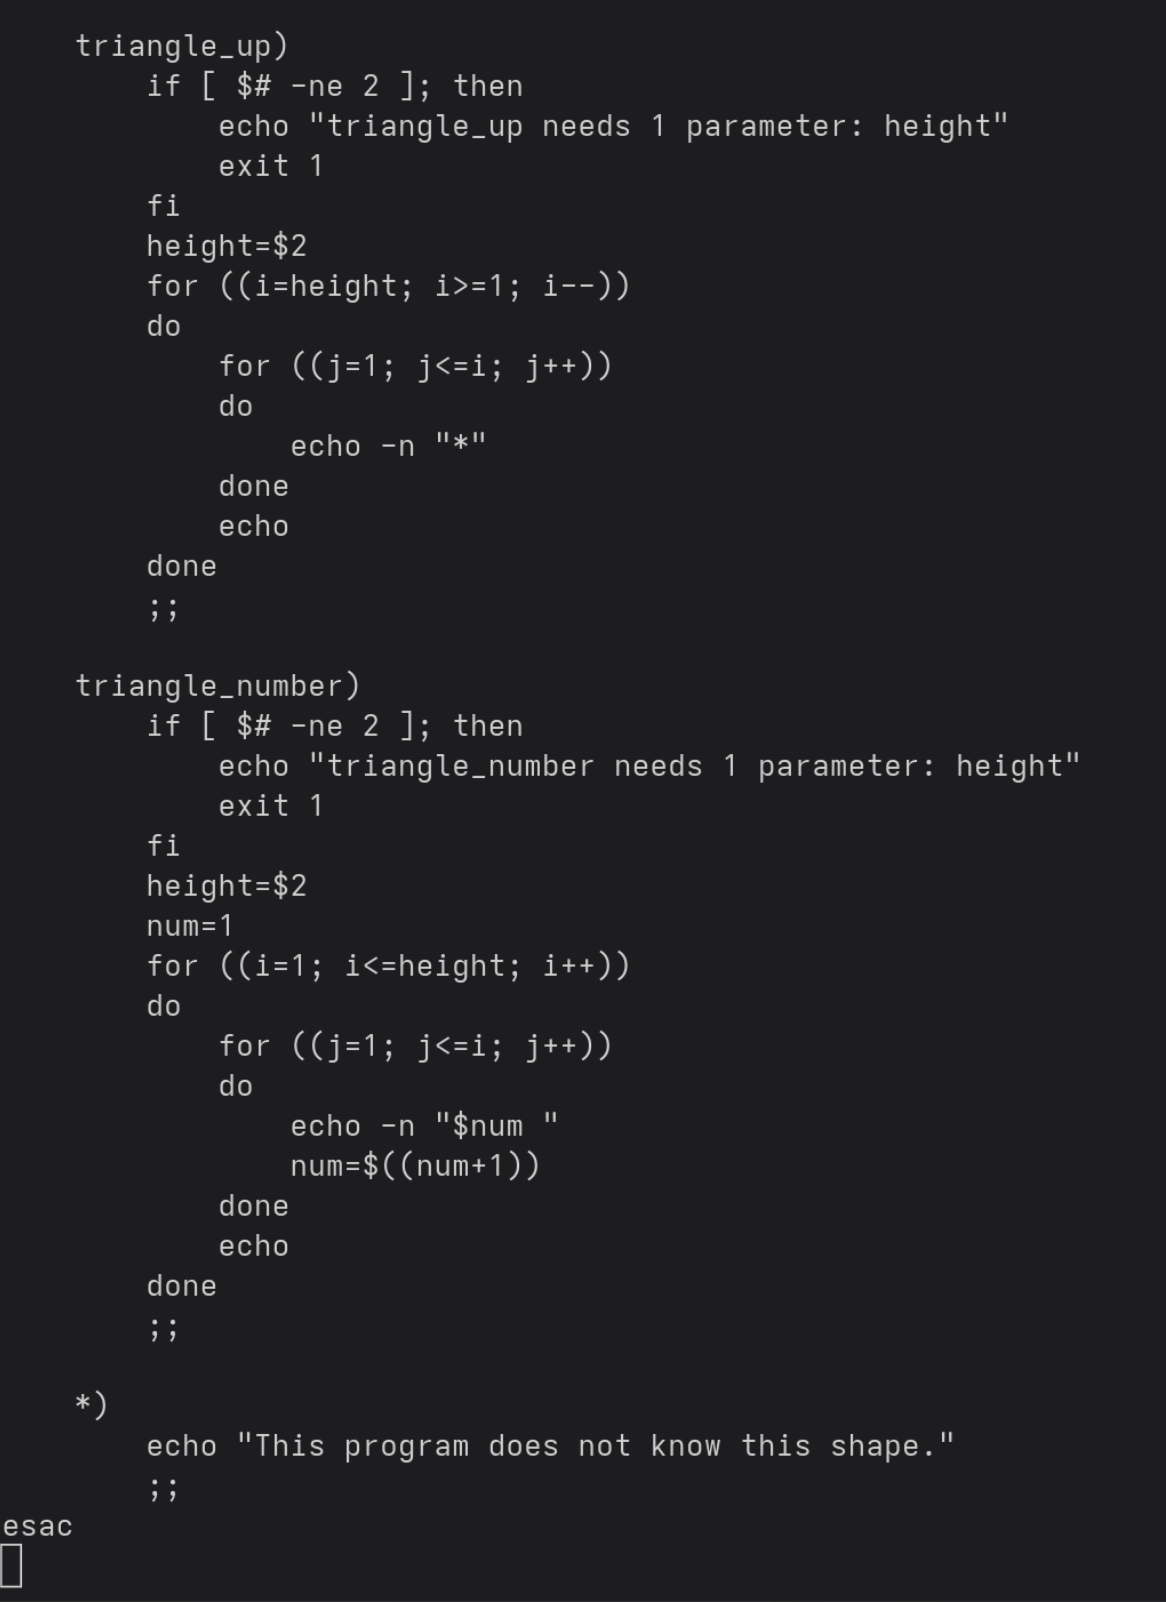 triangle_up)
if [ $# -ne 2 ]; then
echo "triangle_up needs 1 parameter: height"
exit 1
fi
height=$2
for ((i=height; i>=1; i--))
do
for ((j=1; j<=i; j++))
do
echo -n "*"
done
echo
done
;;
triangle_number)
if [ $# -ne 2 ]; then
echo "triangle_number needs 1 parameter: height"
exit 1
fi
height=$2
num=1
for ((i=1; i<=height; i++))
do
for ((j=1; j<=i; j++))
do
echo -n "$num "
num=$((num+1))
done
echo
done
;;
*)
echo "This program does not know this shape."
;;
esac